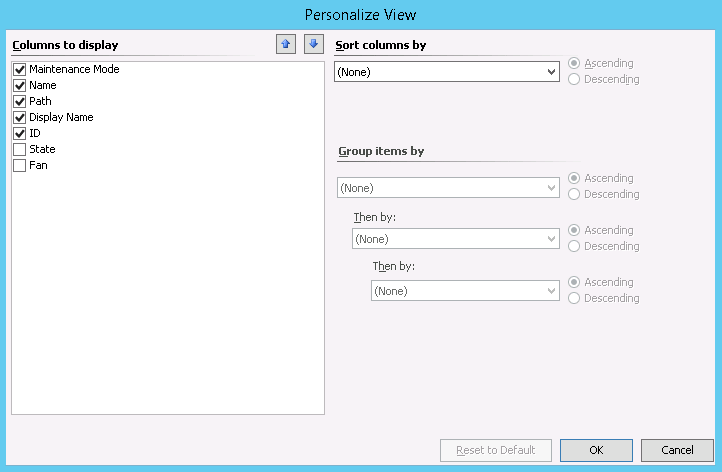 Personalize View
Columns to display
Maintenance Mode
Name
Path
Display Name
ID
State
Fan
Sort columns by
(None)
Ascending
Descending
Group items by
(None)
Ascending
Descending
Then by:
(None)
Ascending
Descending
Then by:
(None)
Ascending
Descending
Reset to Default
OK
Cancel